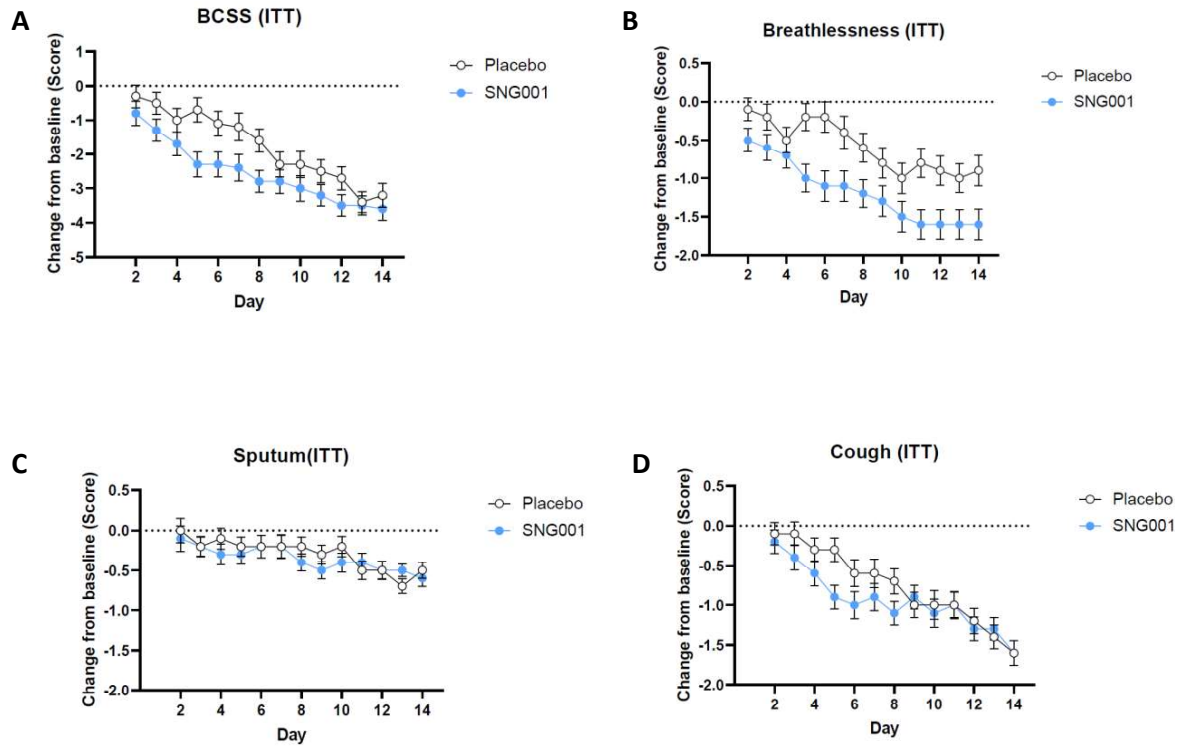 A
BCSS (ITT)
Change from baseline (Score)
1
0
-1
-2
-3
-4
-5
2 4 6 8 10 12 14
Day
Placebo
SNG001
B
Breathlessness (ITT)
Change from baseline (Score)
0.5
0.0
-0.5
-1.0
-1.5
-2.0
2 4 6 8 10 12 14
Day
Placebo
SNG001
C
Sputum(ITT)
Change from baseline (Score)
0.5
0.0
-0.5
-1.0
-1.5
-2.0
2 4 6 8 10 12 14
Day
Placebo
SNG001
D
Cough (ITT)
Change from baseline (Score)
0.5
0.0
-0.5
-1.0
-1.5
-2.0
2 4 6 8 10 12 14
Day
Placebo
SNG001